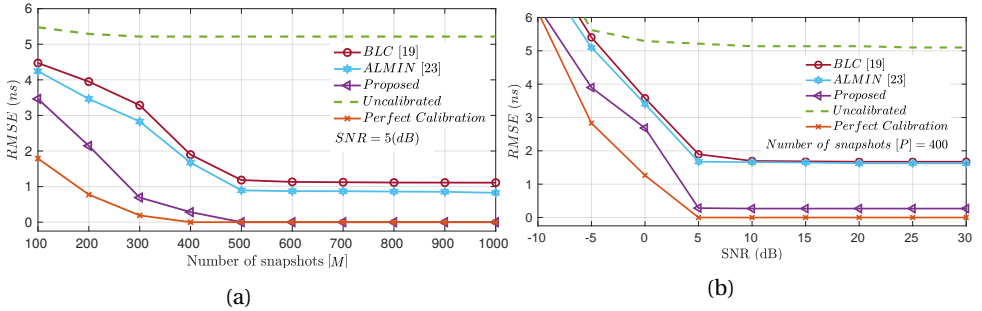 6
5
4
3
2
1
0
RMSE (ns)
100 200 300 400 500 600 700 800 900 1000
Number of snapshots [M]
BLC [19]
ALMIN [23]
Proposed
Uncalibrated
Perfect Calibration
SNR = 5(dB)
(a)
6
5
4
3
2
1
0
RMSE (ns)
-10 -5 0 5 10 15 20 25 30
SNR (dB)
BLC [19]
ALMIN [23]
Proposed
Uncalibrated
Perfect Calibration
Number of snapshots [P] = 400
(b)